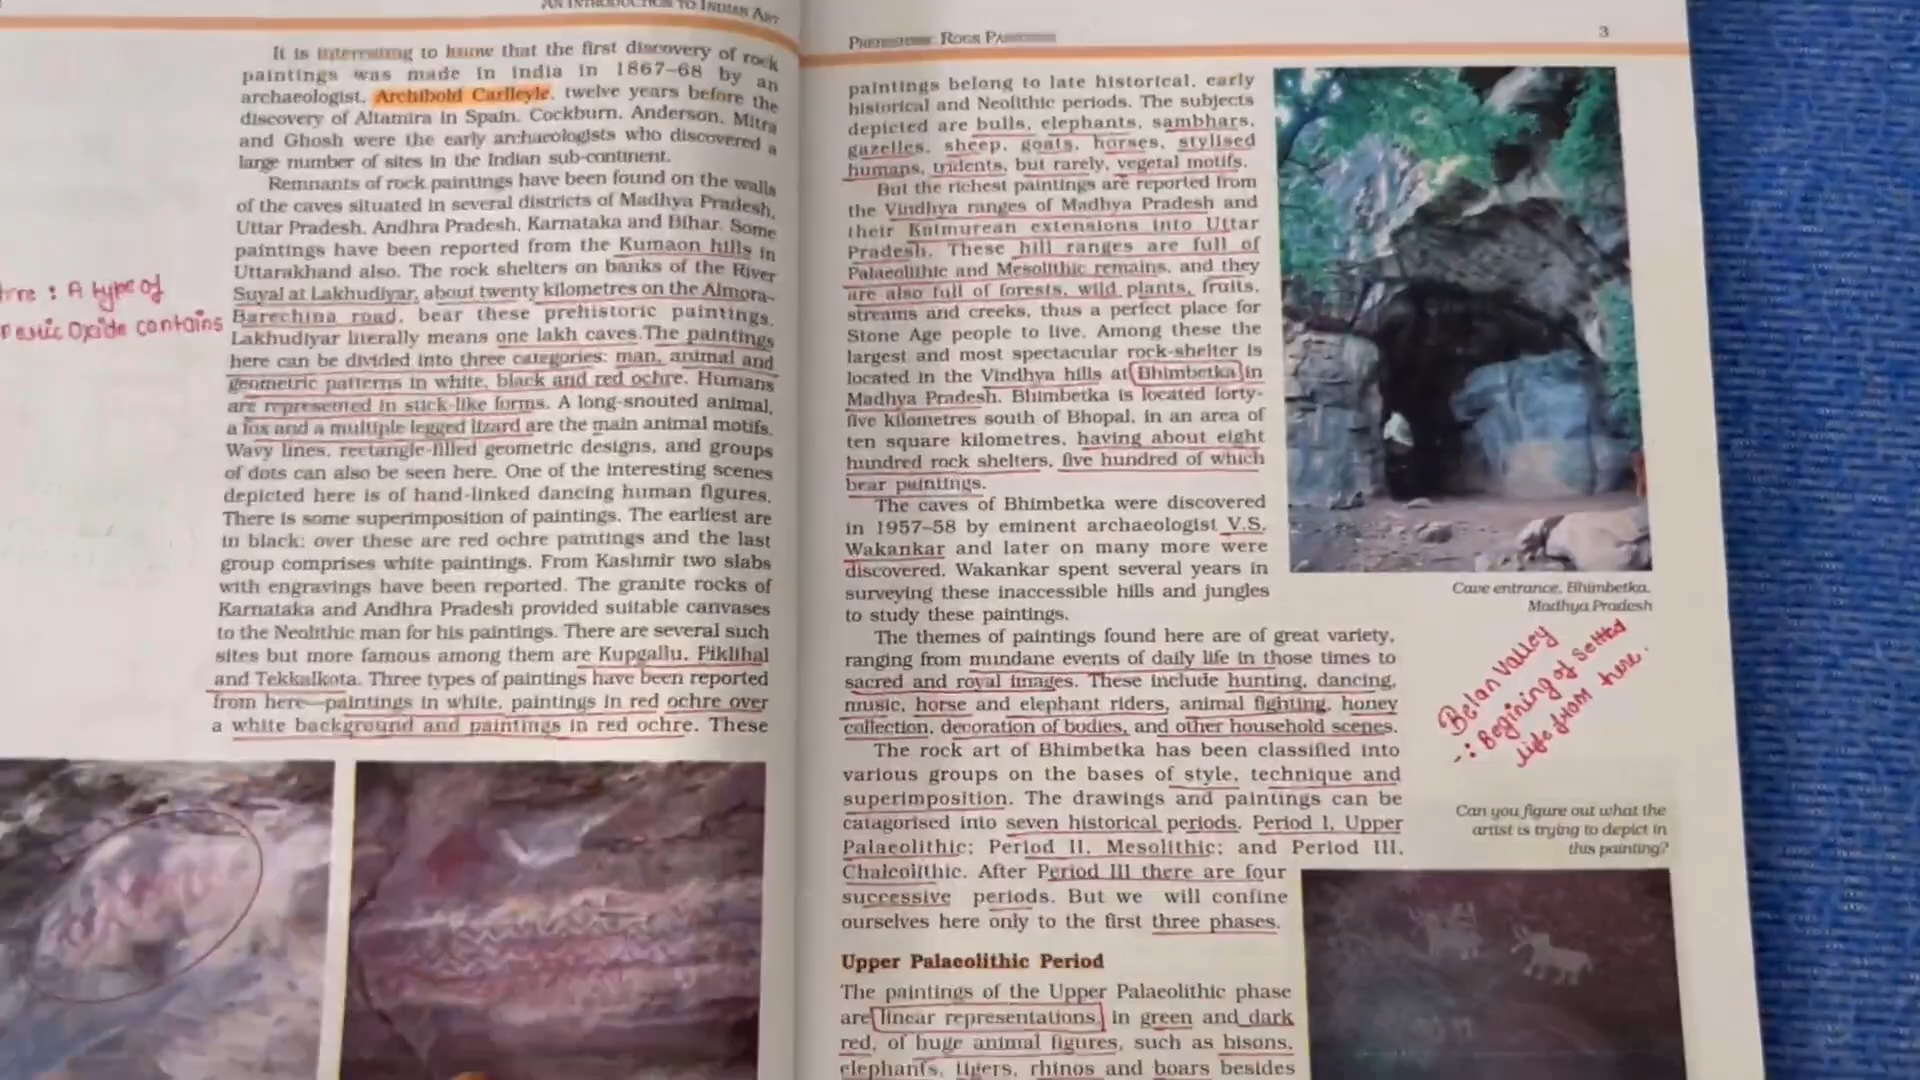 AN INTRODUCTION TO INDIAN ART
It is interesting to know that the first discovery of rock
paintings was made in India in 1867–68 by an
archaeologist, Archibold Carlleyle, twelve years before the
discovery of Altamira in Spain. Cockburn, Anderson, Mitra
and Ghosh were the early archaeologists who discovered a
large number of sites in the Indian sub-continent.
Remnants of rock paintings have been found on the walls
of the caves situated in several districts of Madhya Pradesh,
Uttar Pradesh, Andhra Pradesh, Karnataka and Bihar. Some
paintings have been reported from the Kumaon hills in
Uttarakhand also. The rock shelters on banks of the River
Suyal at Lakhudiyar, about twenty kilometres on the Almora–
Barechina road, bear these prehistoric paintings.
Lakhudiyar literally means one lakh caves. The paintings
here can be divided into three categories: man, animal and
geometric patterns in white, black and red ochre. Humans
are represented in stick-like forms. A long-snouted animal,
a fox and a multiple legged lizard are the main animal motifs.
Wavy lines, rectangle-filled geometric designs, and groups
of dots can also be seen here. One of the interesting scenes
depicted here is of hand-linked dancing human figures.
There is some superimposition of paintings. The earliest are
in black; over these are red ochre paintings and the last
group comprises white paintings. From Kashmir two slabs
with engravings have been reported. The granite rocks of
Karnataka and Andhra Pradesh provided suitable canvases
to the Neolithic man for his paintings. There are several such
sites but more famous among them are Kupgallu, Piklihal
and Tekkalkota. Three types of paintings have been reported
from here—paintings in white, paintings in red ochre over
a white background and paintings in red ochre. These
: A type of
Oxide contains
PREHISTORIC ROCK PAINTINGS
3
paintings belong to late historical, early
historical and Neolithic periods. The subjects
depicted are bulls, elephants, sambhars,
gazelles, sheep, goats, horses, stylised
humans, tridents, but rarely, vegetal motifs.
But the richest paintings are reported from
the Vindhya ranges of Madhya Pradesh and
their Kaimurean extensions into Uttar
Pradesh. These hill ranges are full of
Palaeolithic and Mesolithic remains, and they
are also full of forests, wild plants, fruits,
streams and creeks, thus a perfect place for
Stone Age people to live. Among these the
largest and most spectacular rock-shelter is
located in the Vindhya hills at Bhimbetka in
Madhya Pradesh. Bhimbetka is located forty-
five kilometres south of Bhopal, in an area of
ten square kilometres, having about eight
hundred rock shelters, five hundred of which
bear paintings.
The caves of Bhimbetka were discovered
in 1957–58 by eminent archaeologist V.S.
Wakankar and later on many more were
discovered. Wakankar spent several years in
surveying these inaccessible hills and jungles
to study these paintings.
The themes of paintings found here are of great variety,
ranging from mundane events of daily life in those times to
sacred and royal images. These include hunting, dancing,
music, horse and elephant riders, animal fighting, honey
collection, decoration of bodies, and other household scenes.
The rock art of Bhimbetka has been classified into
various groups on the bases of style, technique and
superimposition. The drawings and paintings can be
catagorised into seven historical periods. Period I, Upper
Palaeolithic; Period II, Mesolithic; and Period III,
Chalcolithic. After Period III there are four
successive periods. But we will confine
ourselves here only to the first three phases.
Upper Palaeolithic Period
The paintings of the Upper Palaeolithic phase
are linear representations, in green and dark
red, of huge animal figures, such as bisons,
elephants, tigers, rhinos and boars besides
Cave entrance, Bhimbetka,
Madhya Pradesh
Belan Valley
∴ Begining of settled
life from here.
Can you figure out what the
artist is trying to depict in
this painting?